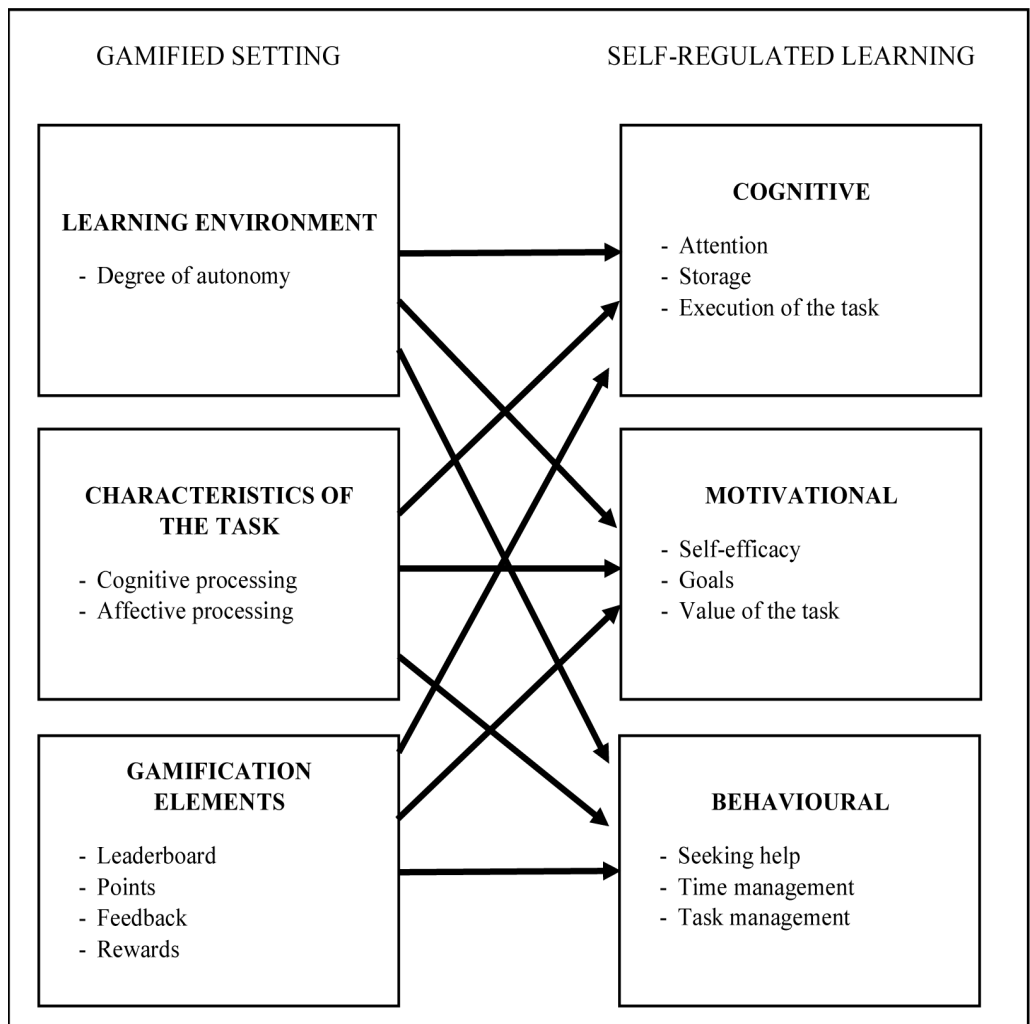 GAMIFIED SETTING
SELF-REGULATED LEARNING
LEARNING ENVIRONMENT
- Degree of autonomy
CHARACTERISTICS OF
THE TASK
- Cognitive processing
- Affective processing
GAMIFICATION
ELEMENTS
- Leaderboard
- Points
- Feedback
- Rewards
COGNITIVE
- Attention
- Storage
- Execution of the task
MOTIVATIONAL
- Self-efficacy
- Goals
- Value of the task
BEHAVIOURAL
- Seeking help
- Time management
- Task management